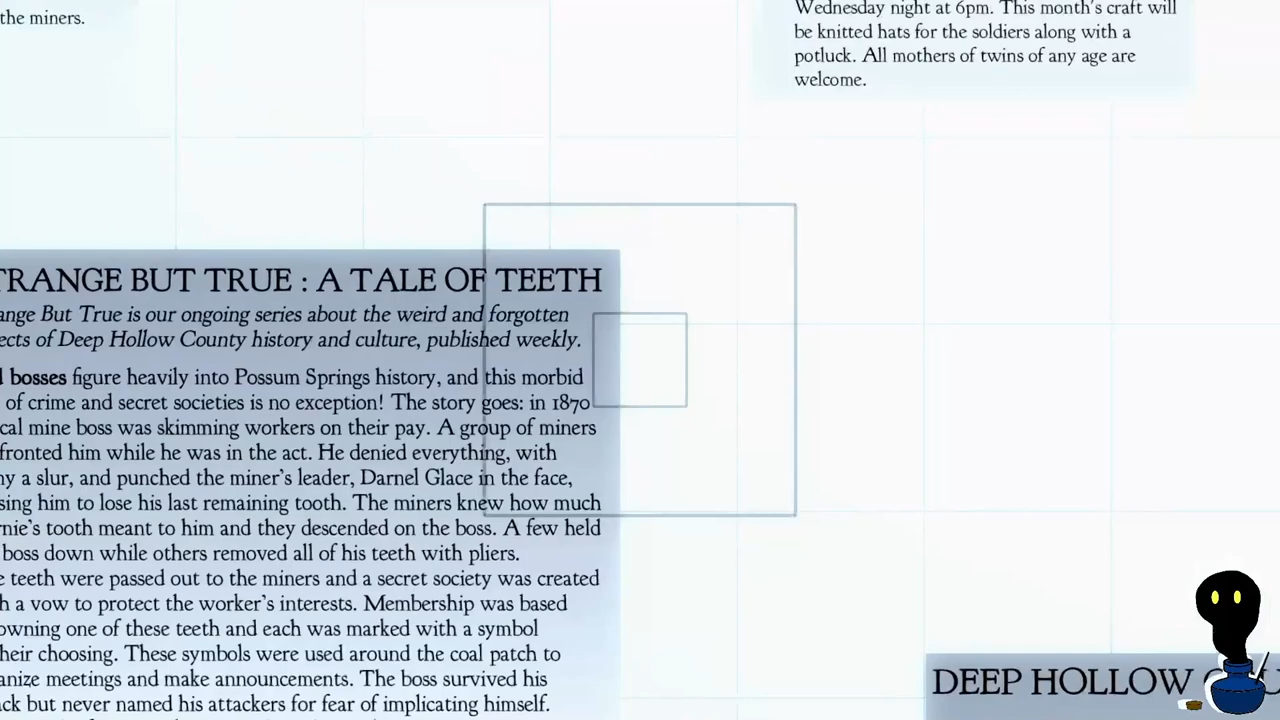 the miners.
Wednesday night at 6pm. This month's craft will
be knitted hats for the soldiers along with a
potluck. All mothers of twins of any age are
welcome.
TRANGE BUT TRUE : A TALE OF TEETH
ange But True is our ongoing series about the weird and forgotten
ects of Deep Hollow County history and culture, published weekly.
bosses figure heavily into Possum Springs history, and this morbid
of crime and secret societies is no exception! The story goes: in 1870
cal mine boss was skimming workers on their pay. A group of miners
fronted him while he was in the act. He denied everything, with
ny a slur, and punched the miner's leader, Darnel Glace in the face,
sing him to lose his last remaining tooth. The miners knew how much
rnie's tooth meant to him and they descended on the boss. A few held
boss down while others removed all of his teeth with pliers.
e teeth were passed out to the miners and a secret society was created
h a vow to protect the worker's interests. Membership was based
owning one of these teeth and each was marked with a symbol
heir choosing. These symbols were used around the coal patch to
anize meetings and make announcements. The boss survived his
ck but never named his attackers for fear of implicating himself.
DEEP HOLLOW